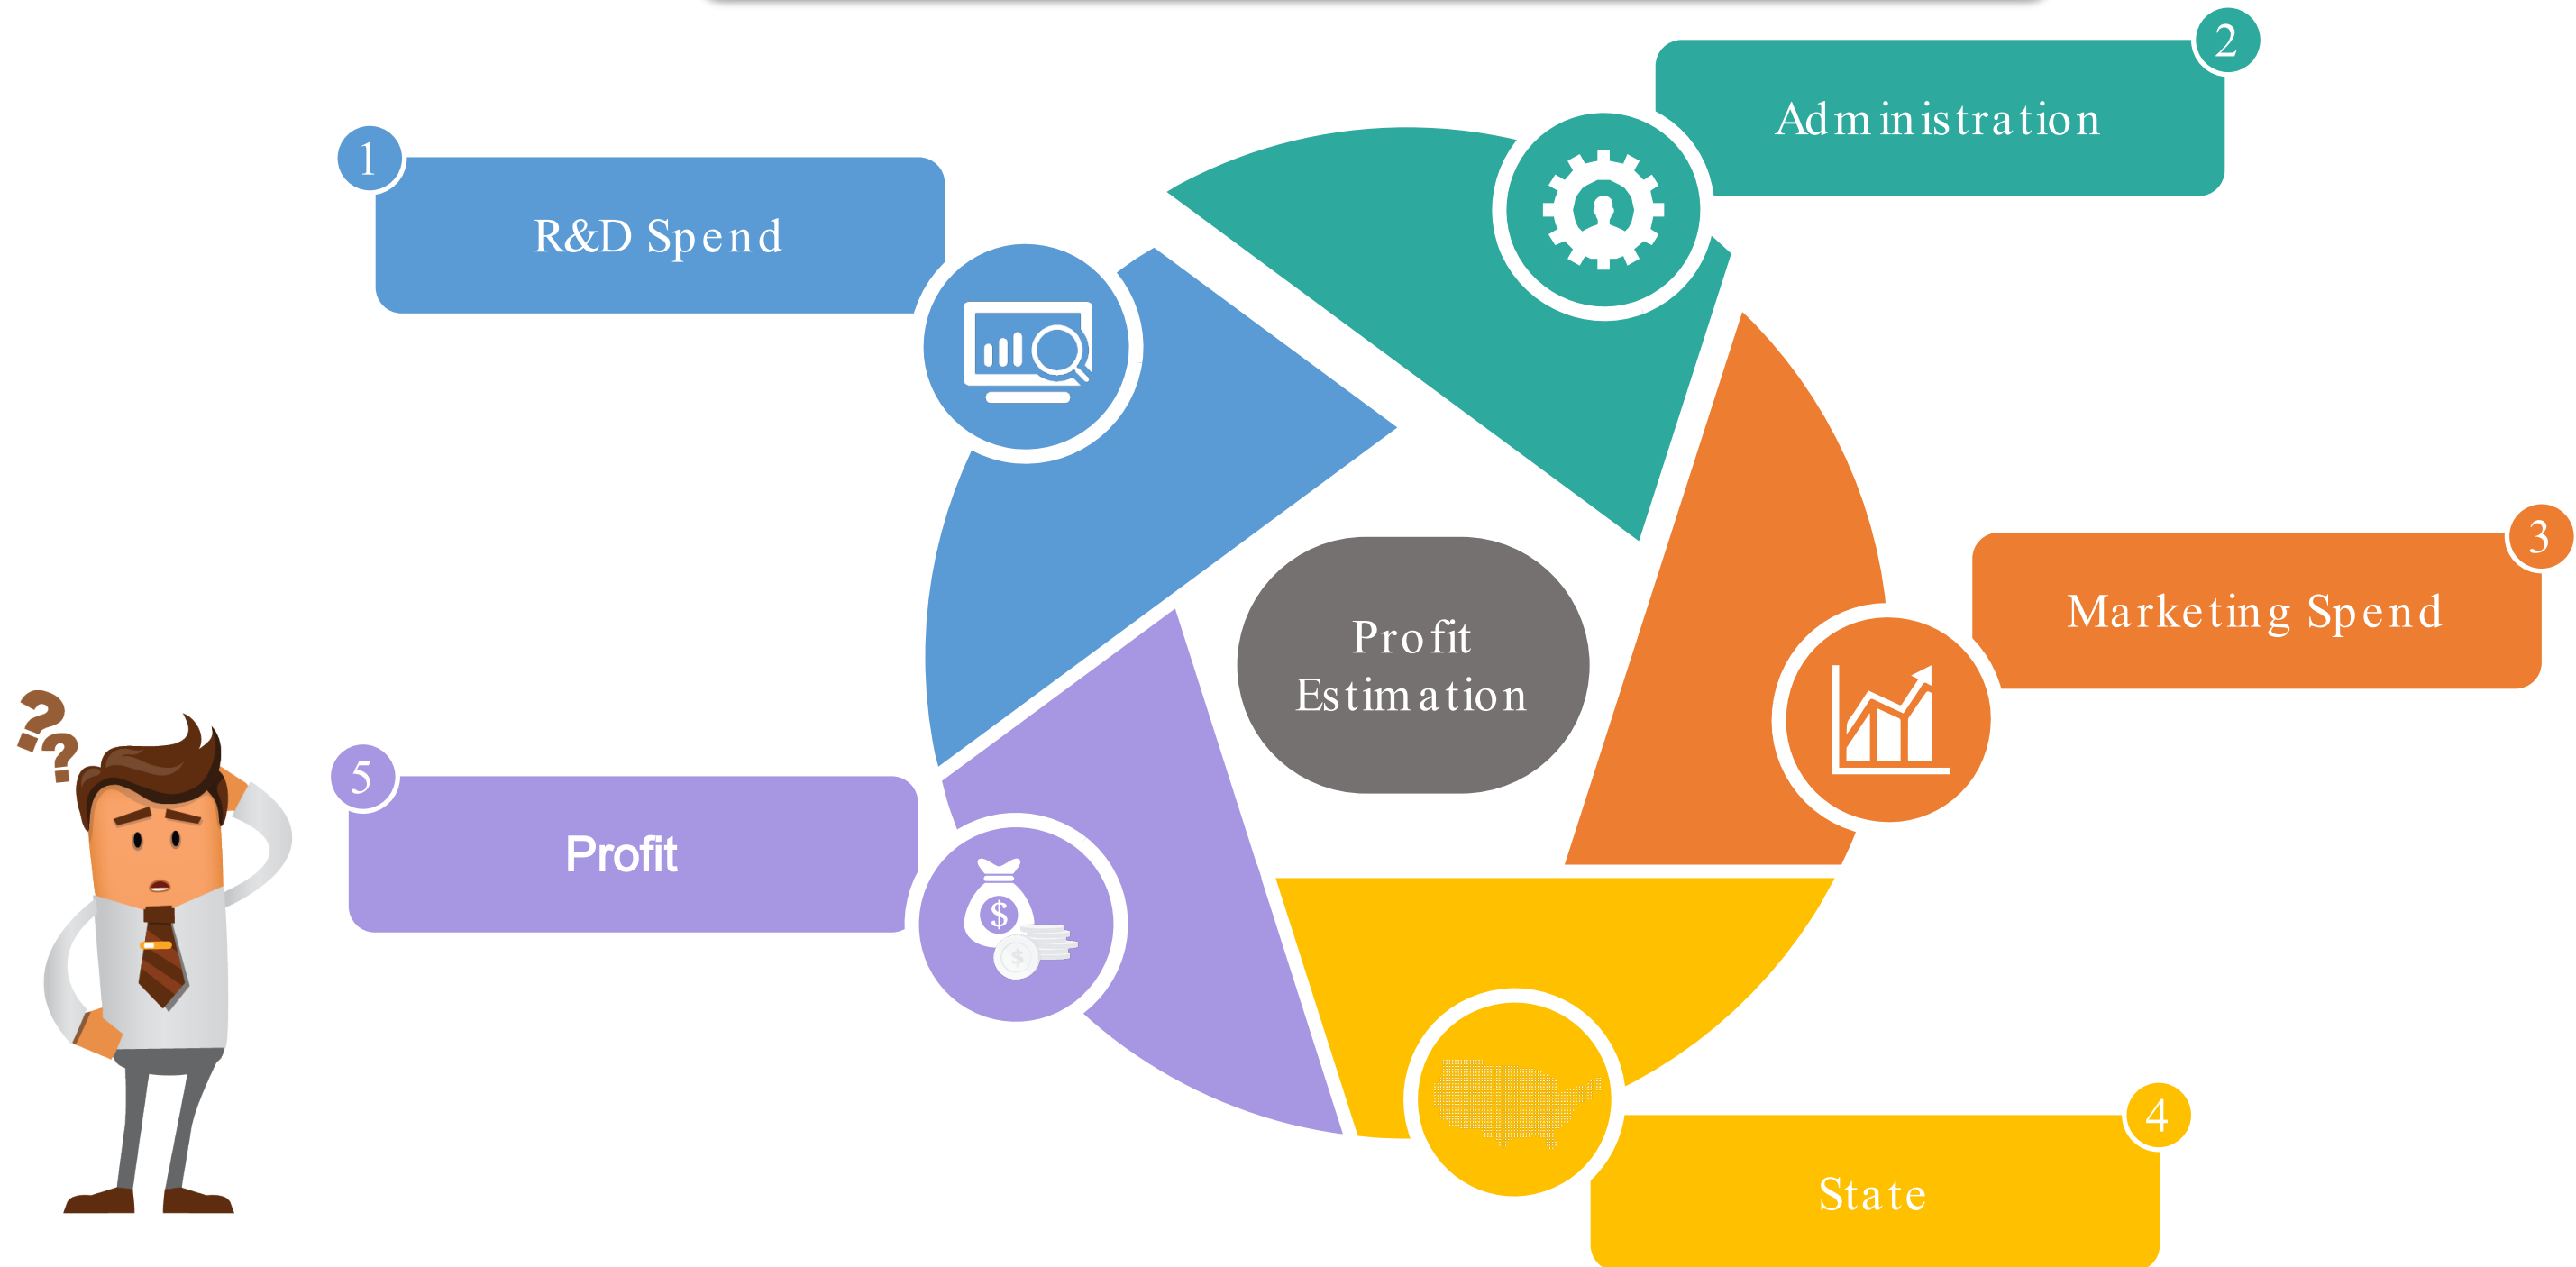 1
R&D Spend
2
Administration
3
Marketing Spend
Profit
Estimation
??
5
Profit
$
$
4
State